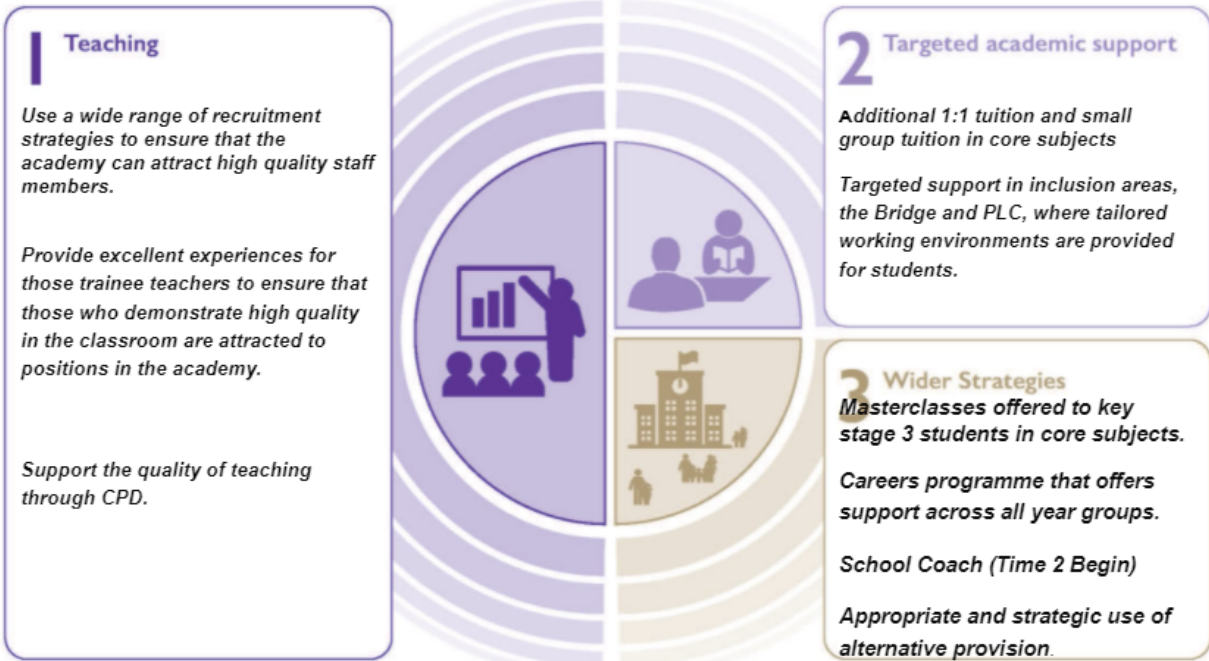 1 Teaching
Use a wide range of recruitment
strategies to ensure that the
academy can attract high quality staff
members.
Provide excellent experiences for
those trainee teachers to ensure that
those who demonstrate high quality
in the classroom are attracted to
positions in the academy.
Support the quality of teaching
through CPD.
2 Targeted academic support
Additional 1:1 tuition and small
group tuition in core subjects
Targeted support in inclusion areas,
the Bridge and PLC, where tailored
working environments are provided
for students.
3 Wider Strategies
Masterclasses offered to key
stage 3 students in core subjects.
Careers programme that offers
support across all year groups.
School Coach (Time 2 Begin)
Appropriate and strategic use of
alternative provision.